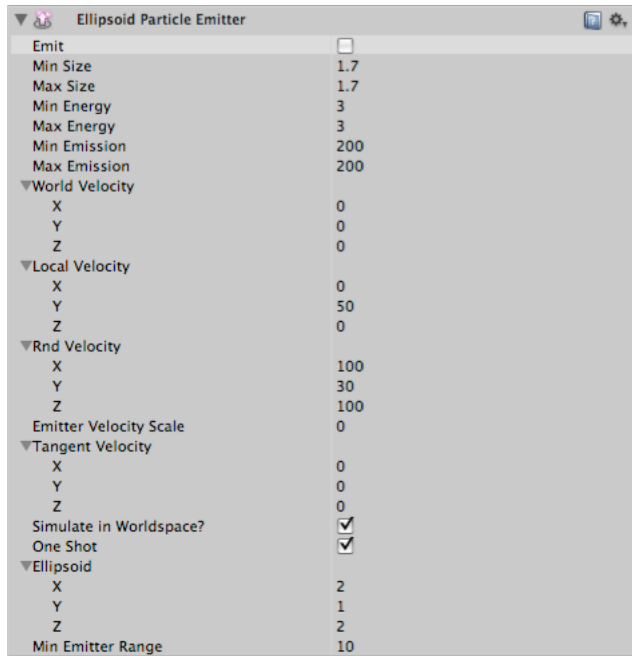 Ellipsoid Particle Emitter
Emit
Min Size 1.7
Max Size 1.7
Min Energy 3
Max Energy 3
Min Emission 200
Max Emission 200
World Velocity
X 0
Y 0
Z 0
Local Velocity
X 0
Y 50
Z 0
Rnd Velocity
X 100
Y 30
Z 100
Emitter Velocity Scale 0
Tangent Velocity
X 0
Y 0
Z 0
Simulate in Worldspace?
One Shot
Ellipsoid
X 2
Y 1
Z 2
Min Emitter Range 10